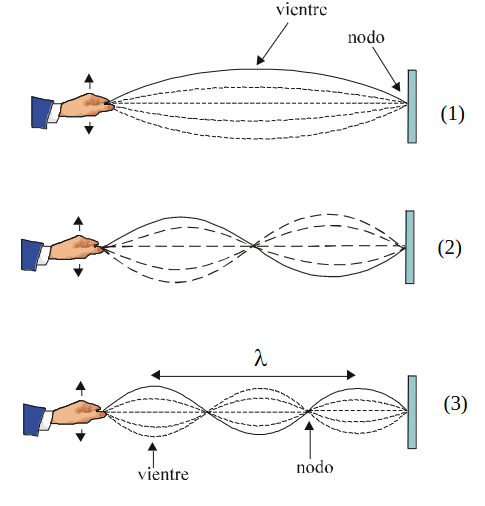 vientre
nodo
(1)
(2)
λ
(3)
vientre
nodo